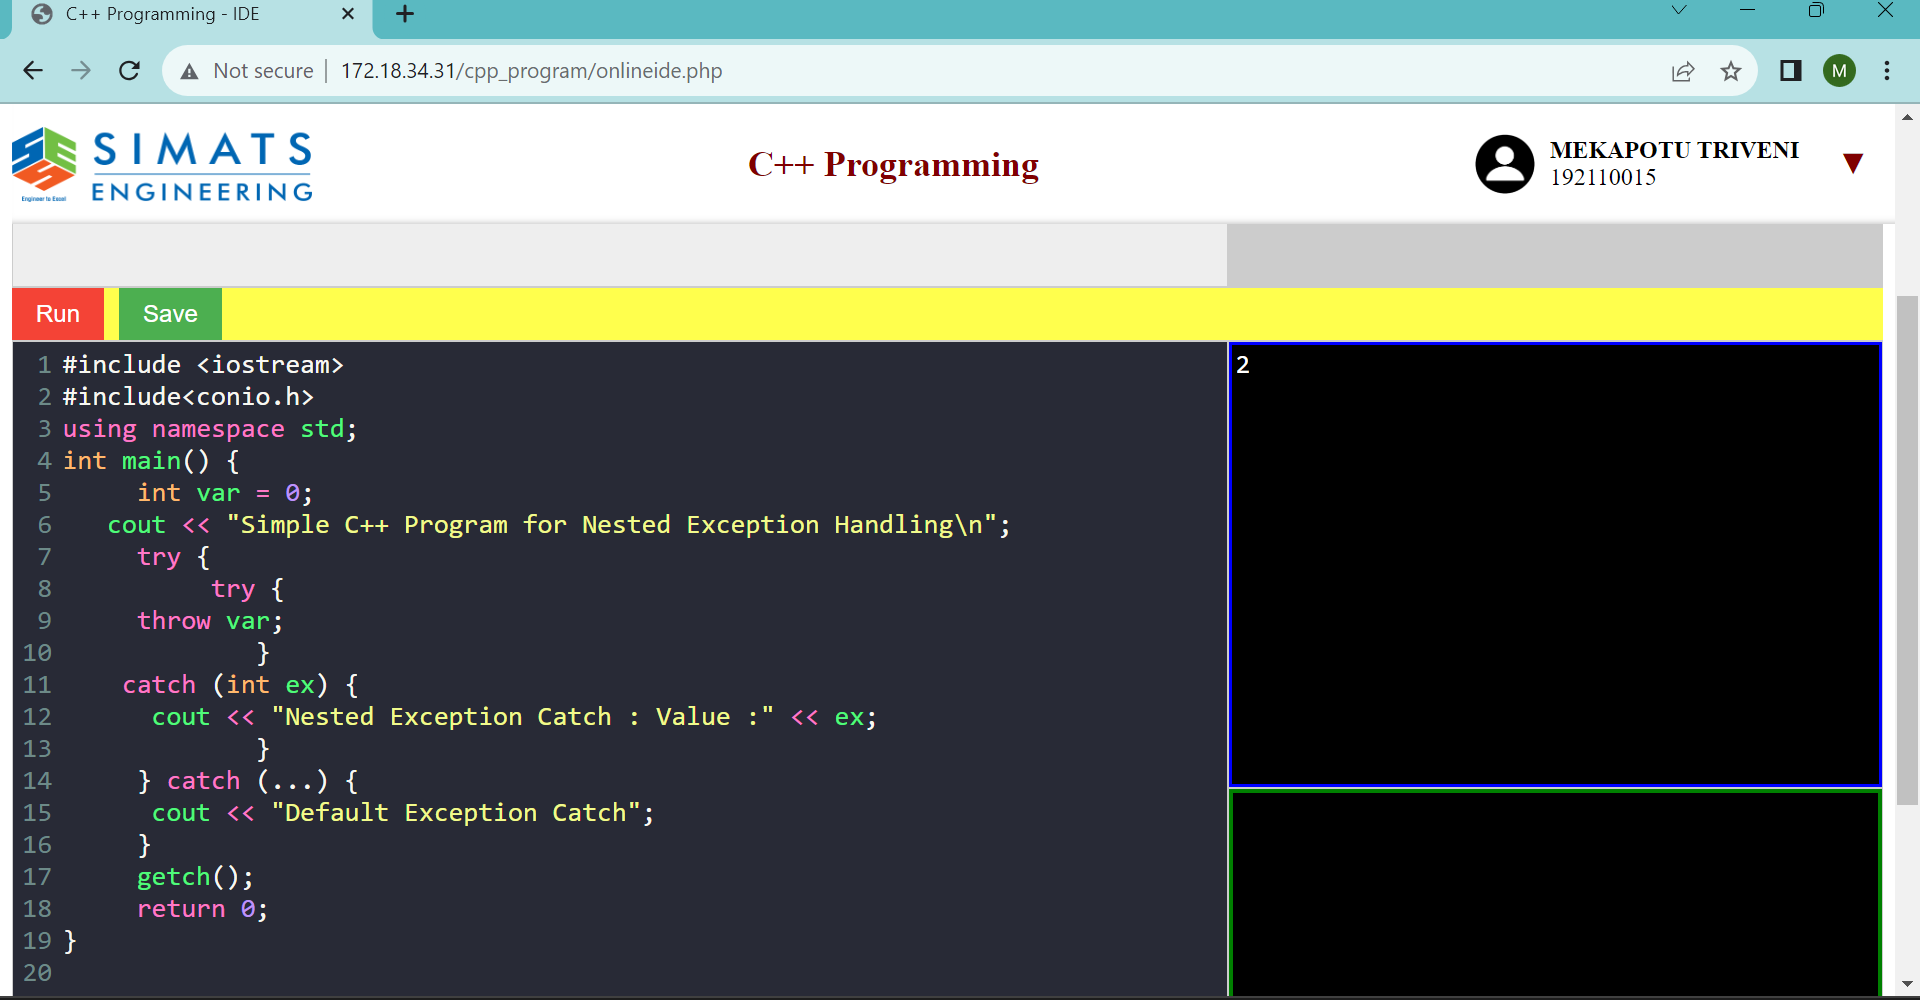 C++ Programming - IDE
Not secure | 172.18.34.31/cpp_program/onlineide.php
M
SIMATS
ENGINEERING
Engineer to Excel
C++ Programming
MEKAPOTU TRIVENI
192110015
Run Save
1 #include <iostream>
2 #include<conio.h>
3 using namespace std;
4 int main() {
5 int var = 0;
6 cout << "Simple C++ Program for Nested Exception Handling\n";
7 try {
8 try {
9 throw var;
10 }
11 catch (int ex) {
12 cout << "Nested Exception Catch : Value :" << ex;
13 }
14 } catch (...) {
15 cout << "Default Exception Catch";
16 }
17 getch();
18 return 0;
19 }
20
2